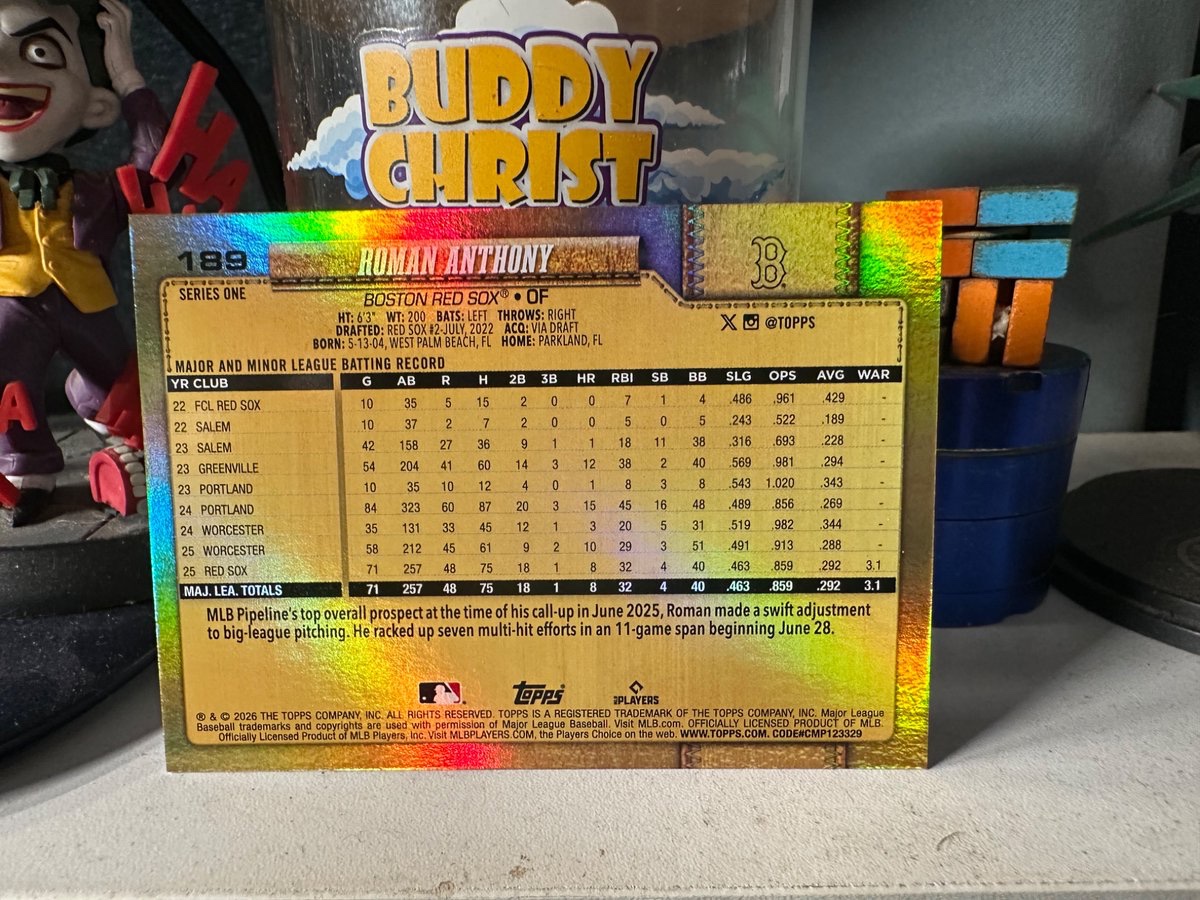 BUDDY
CHRIST
HA
HA
A
189
ROMAN ANTHONY
B
SERIES ONE
BOSTON RED SOX® • OF
HT: 6'3" WT: 200 BATS: LEFT THROWS: RIGHT
DRAFTED: RED SOX #2-JULY, 2022 ACQ: VIA DRAFT
BORN: 5-13-04, WEST PALM BEACH, FL HOME: PARKLAND, FL
X @TOPPS
MAJOR AND MINOR LEAGUE BATTING RECORD
YR CLUB G AB R H 2B 3B HR RBI SB BB SLG OPS AVG WAR
22 FCL RED SOX 10 35 5 15 2 0 0 7 1 4 .486 .961 .429 -
22 SALEM 10 37 2 7 2 0 0 5 0 5 .243 .522 .189 -
23 SALEM 42 158 27 36 9 1 1 18 11 38 .316 .693 .228 -
23 GREENVILLE 54 204 41 60 14 3 12 38 2 40 .569 .981 .294 -
23 PORTLAND 10 35 10 12 4 0 1 8 3 8 .543 1.020 .343 -
24 PORTLAND 84 323 60 87 20 3 15 45 16 48 .489 .856 .269 -
24 WORCESTER 35 131 33 45 12 1 3 20 5 31 .519 .982 .344 -
25 WORCESTER 58 212 45 61 9 2 10 29 3 51 .491 .913 .288 -
25 RED SOX 71 257 48 75 18 1 8 32 4 40 .463 .859 .292 3.1
MAJ. LEA. TOTALS 71 257 48 75 18 1 8 32 4 40 .463 .859 .292 3.1
MLB Pipeline's top overall prospect at the time of his call-up in June 2025, Roman made a swift adjustment
to big-league pitching. He racked up seven multi-hit efforts in an 11-game span beginning June 28.
Topps
PLAYERS
® & © 2026 THE TOPPS COMPANY, INC. ALL RIGHTS RESERVED. TOPPS IS A REGISTERED TRADEMARK OF THE TOPPS COMPANY, INC. Major League
Baseball trademarks and copyrights are used with permission of Major League Baseball. Visit MLB.com. OFFICIALLY LICENSED PRODUCT OF MLB.
Officially Licensed Product of MLB Players, Inc. Visit MLBPLAYERS.COM, the Players Choice on the web. WWW.TOPPS.COM. CODE#CMP123329